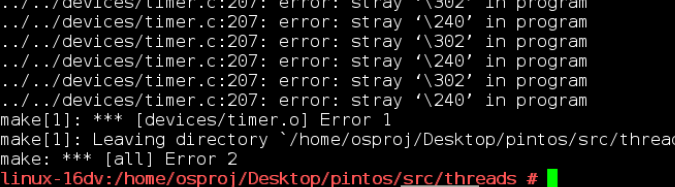 ../../devices/timer.c:207: error: stray ‘\302’ in program
../../devices/timer.c:207: error: stray ‘\240’ in program
../../devices/timer.c:207: error: stray ‘\302’ in program
../../devices/timer.c:207: error: stray ‘\240’ in program
../../devices/timer.c:207: error: stray ‘\302’ in program
../../devices/timer.c:207: error: stray ‘\240’ in program
make[1]: *** [devices/timer.o] Error 1
make[1]: Leaving directory `/home/osproj/Desktop/pintos/src/threa
make: *** [all] Error 2
linux-16dv:/home/osproj/Desktop/pintos/src/threads #